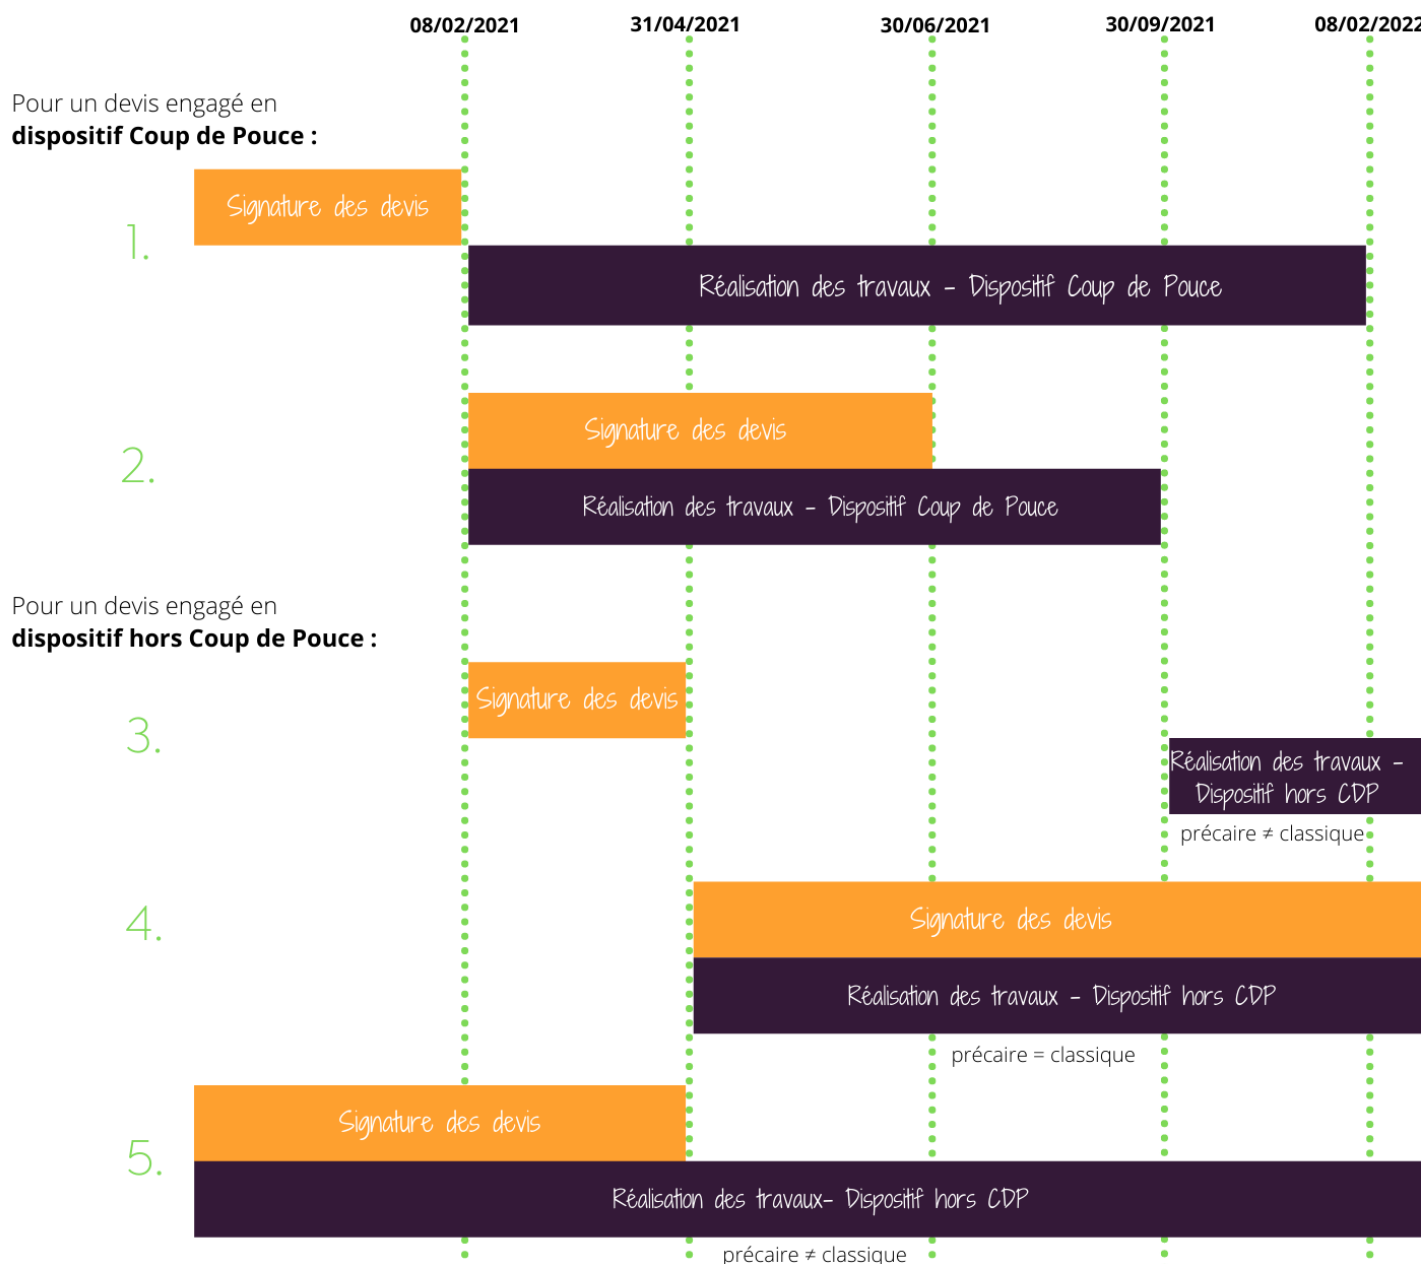 08/02/2021 31/04/2021 30/06/2021 30/09/2021 08/02/2022
Pour un devis engagé en
dispositif Coup de Pouce :
1.
Signature des devis
Réalisation des travaux - Dispositif Coup de Pouce
2.
Signature des devis
Réalisation des travaux - Dispositif Coup de Pouce
Pour un devis engagé en
dispositif hors Coup de Pouce :
3.
Signature des devis
Réalisation des travaux -
Dispositif hors CDP
précaire ≠ classique
4.
Signature des devis
Réalisation des travaux - Dispositif hors CDP
précaire = classique
5.
Signature des devis
Réalisation des travaux- Dispositif hors CDP
précaire ≠ classique